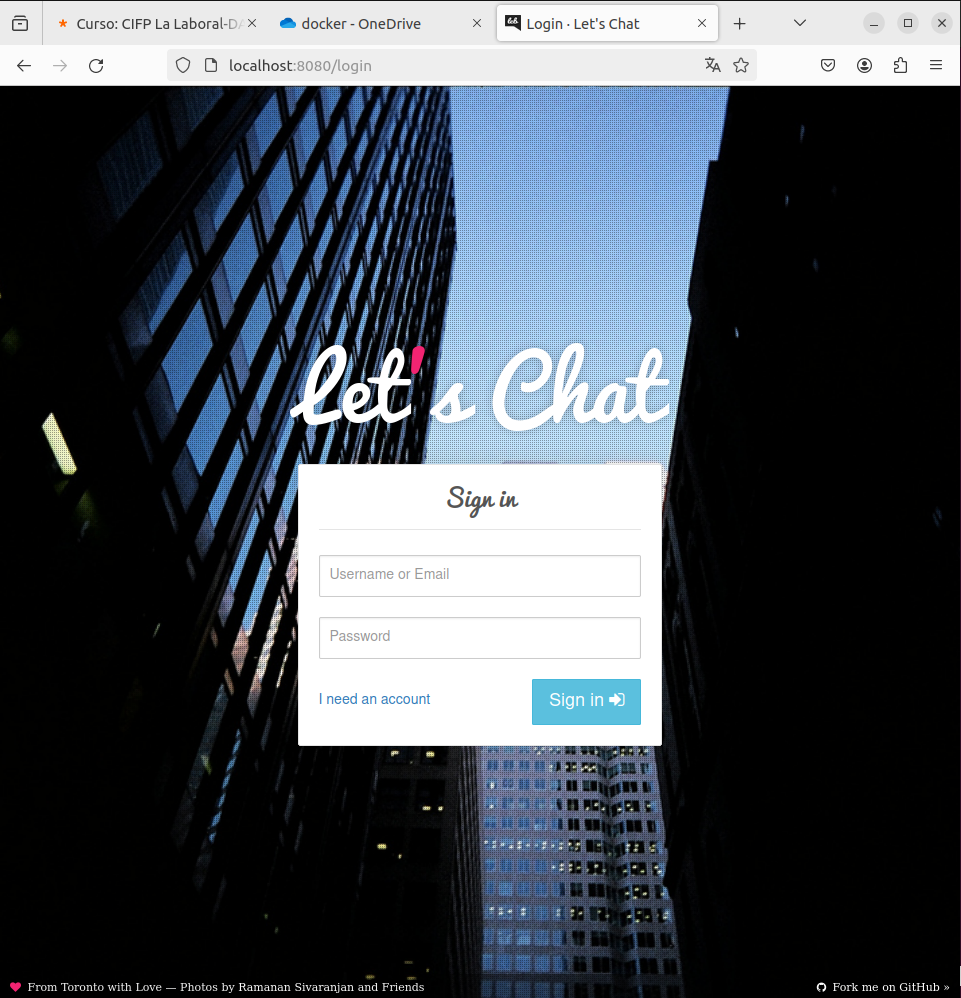 Curso: CIFP La Laboral-DA
docker - OneDrive
Login · Let's Chat
localhost:8080/login
let's Chat
Sign in
Username or Email
Password
I need an account
Sign in
From Toronto with Love — Photos by Ramanan Sivaranjan and Friends
Fork me on GitHub »